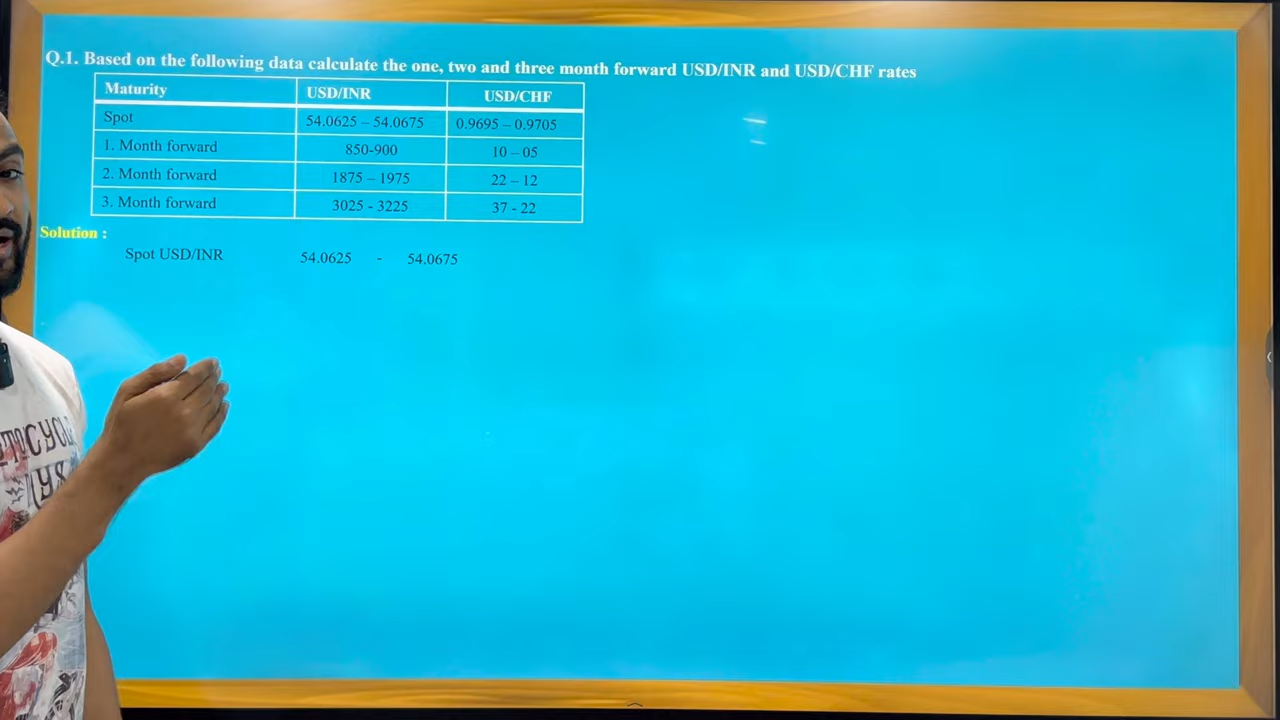 Q.1. Based on the following data calculate the one, two and three month forward USD/INR and USD/CHF rates
Maturity USD/INR USD/CHF
Spot 54.0625 – 54.0675 0.9695 – 0.9705
1. Month forward 850-900 10 – 05
2. Month forward 1875 – 1975 22 – 12
3. Month forward 3025 - 3225 37 - 22
Solution :
Spot USD/INR 54.0625 - 54.0675